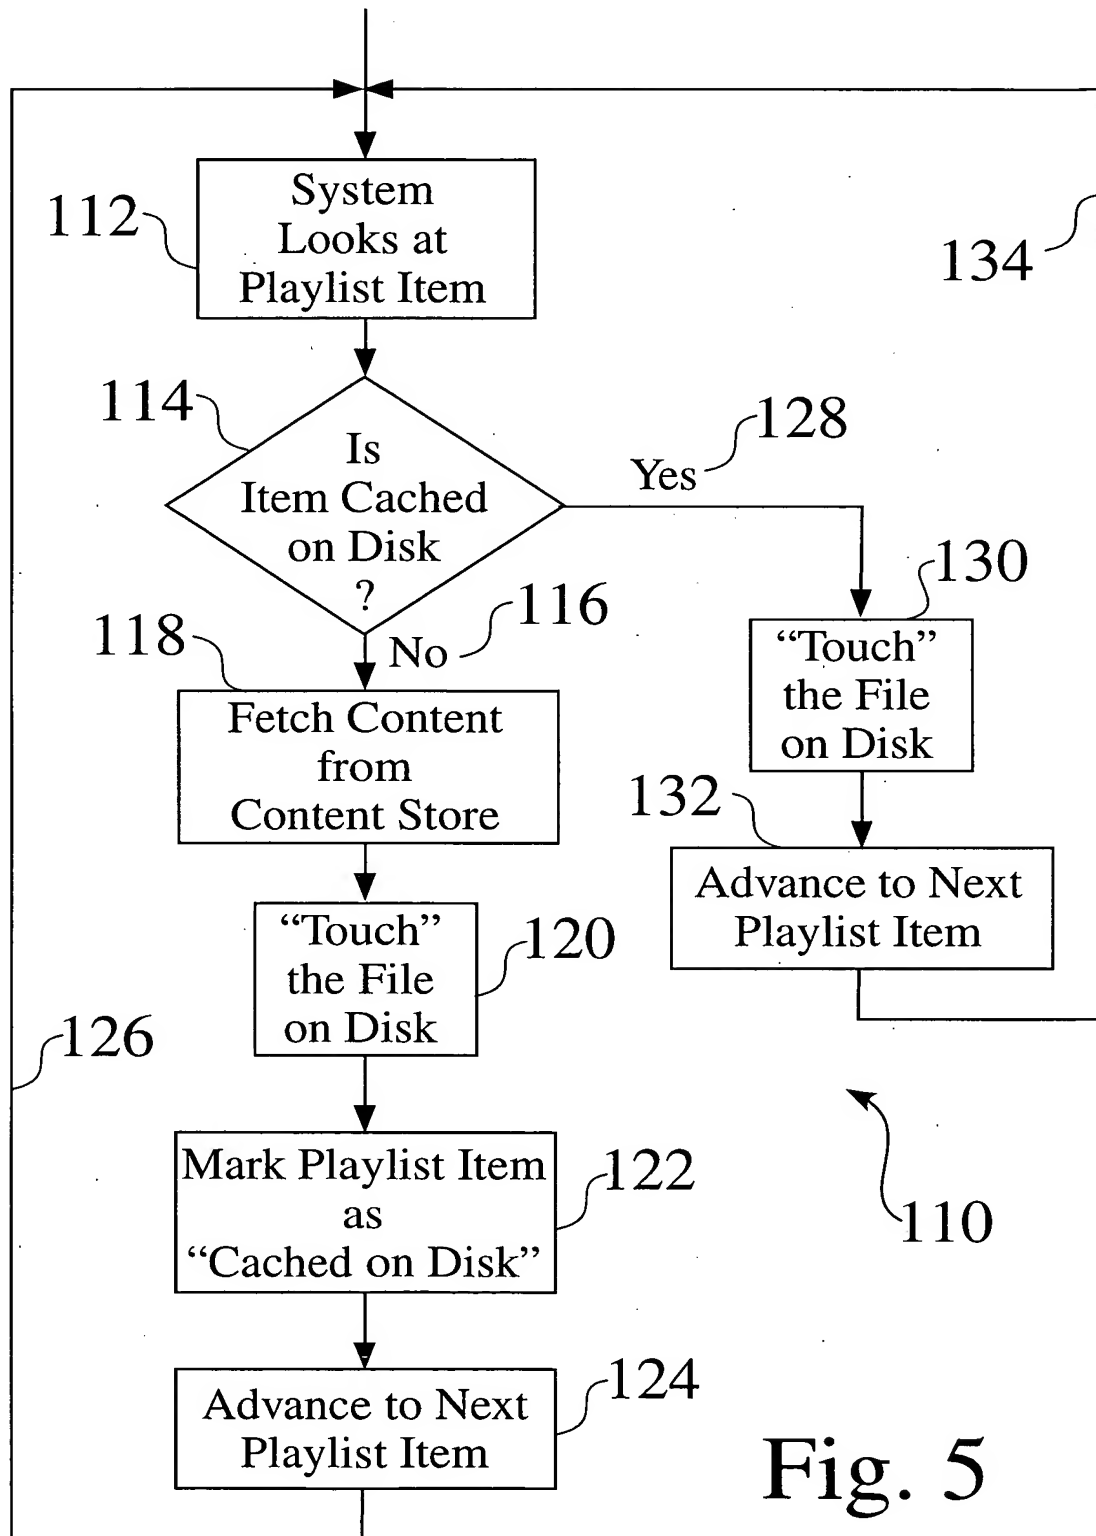 System
Looks at
Playlist Item
112
134
114
Is
Item Cached
on Disk
?
Yes
128
116
No
118
130
“Touch”
the File
on Disk
Fetch Content
from
Content Store
132
Advance to Next
Playlist Item
“Touch”
the File
on Disk
120
126
Mark Playlist Item
as
“Cached on Disk”
122
110
Advance to Next
Playlist Item
124
Fig. 5